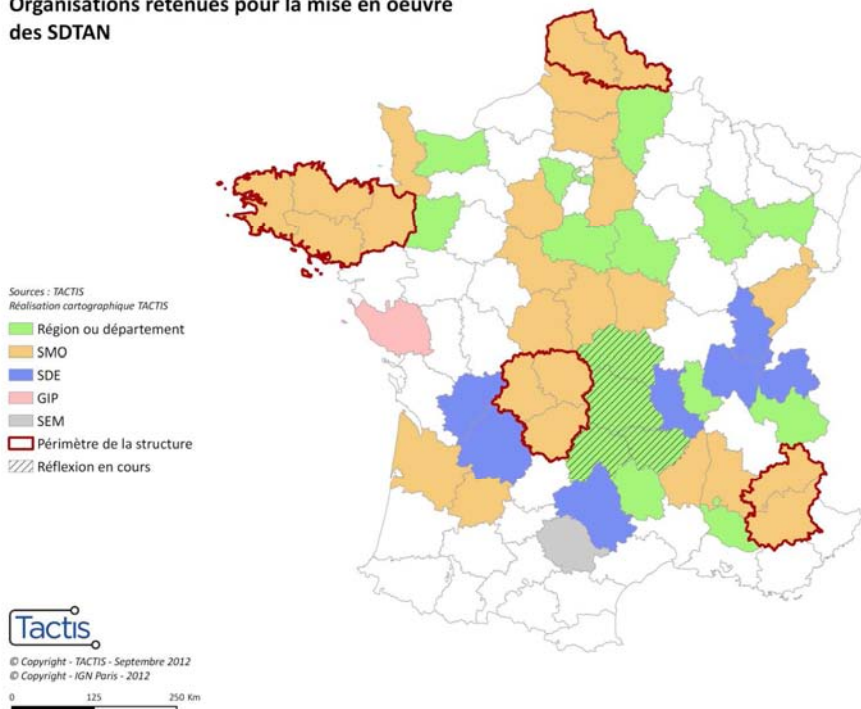 Organisations retenues pour la mise en oeuvre
des SDTAN
Sources : TACTIS
Réalisation cartographique TACTIS
Région ou département
SMO
SDE
GIP
SEM
Périmètre de la structure
Réflexion en cours
Tactis
© Copyright - TACTIS - Septembre 2012
© Copyright - IGN Paris - 2012
0 125 250 Km